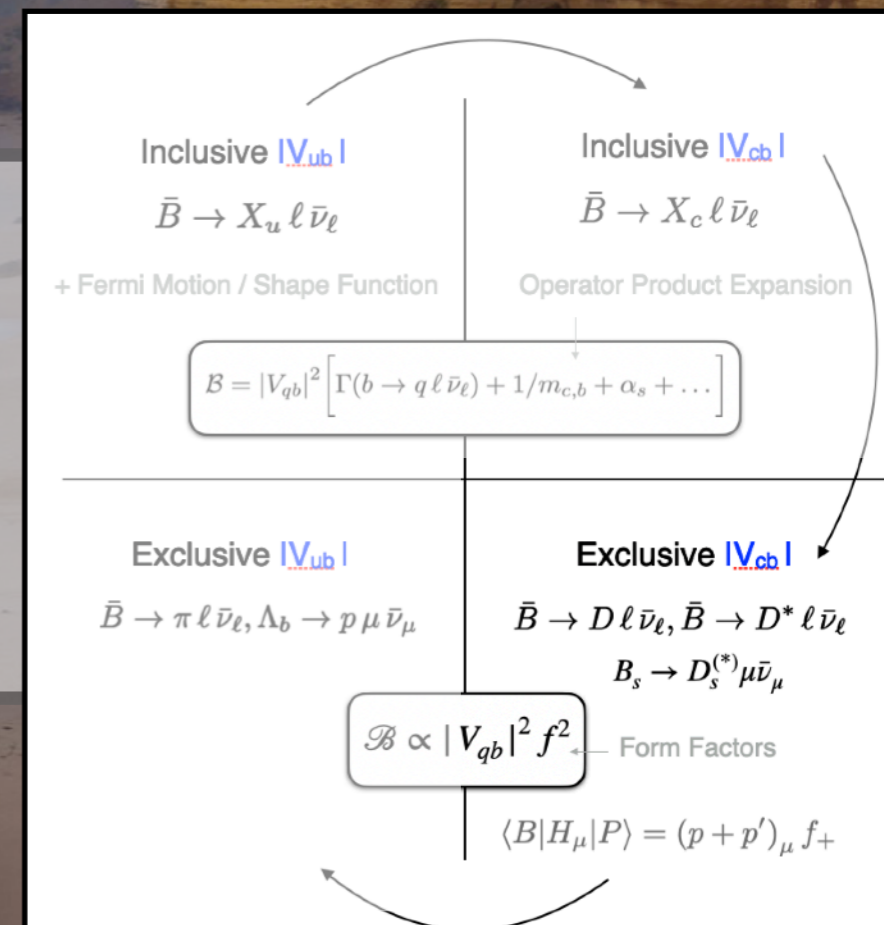 Inclusive |V_ub|
B̄ → X_u ℓ ν̄_ℓ
+ Fermi Motion / Shape Function
Inclusive |V_cb|
B̄ → X_c ℓ ν̄_ℓ
Operator Product Expansion
ℬ = |V_qb|² [Γ(b → q ℓ ν̄_ℓ) + 1/m_c,b + α_s + …]
Exclusive |V_ub|
B̄ → π ℓ ν̄_ℓ, Λ_b → p μ ν̄_μ
Exclusive |V_cb|
B̄ → D ℓ ν̄_ℓ, B̄ → D* ℓ ν̄_ℓ
B_s → D_s^(*) μ ν̄_μ
ℬ ∝ |V_qb|² f²
Form Factors
⟨B|H_μ|P⟩ = (p + p′)_μ f_+